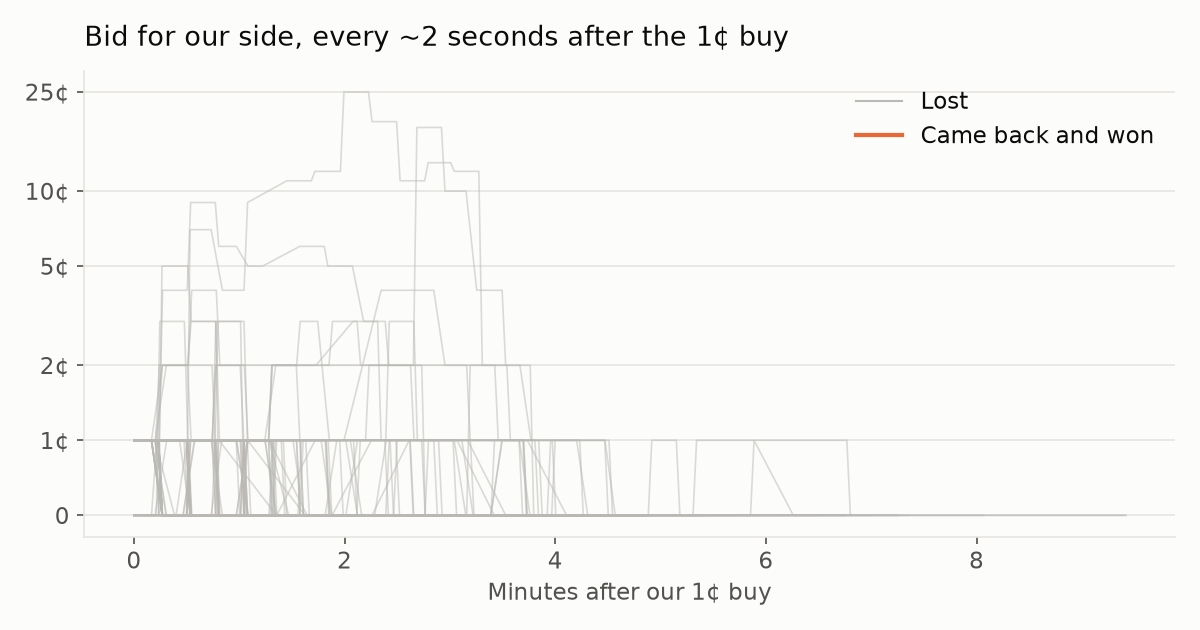 Bid for our side, every ~2 seconds after the 1¢ buy
Lost
Came back and won
25¢
10¢
5¢
2¢
1¢
0
0 2 4 6 8
Minutes after our 1¢ buy